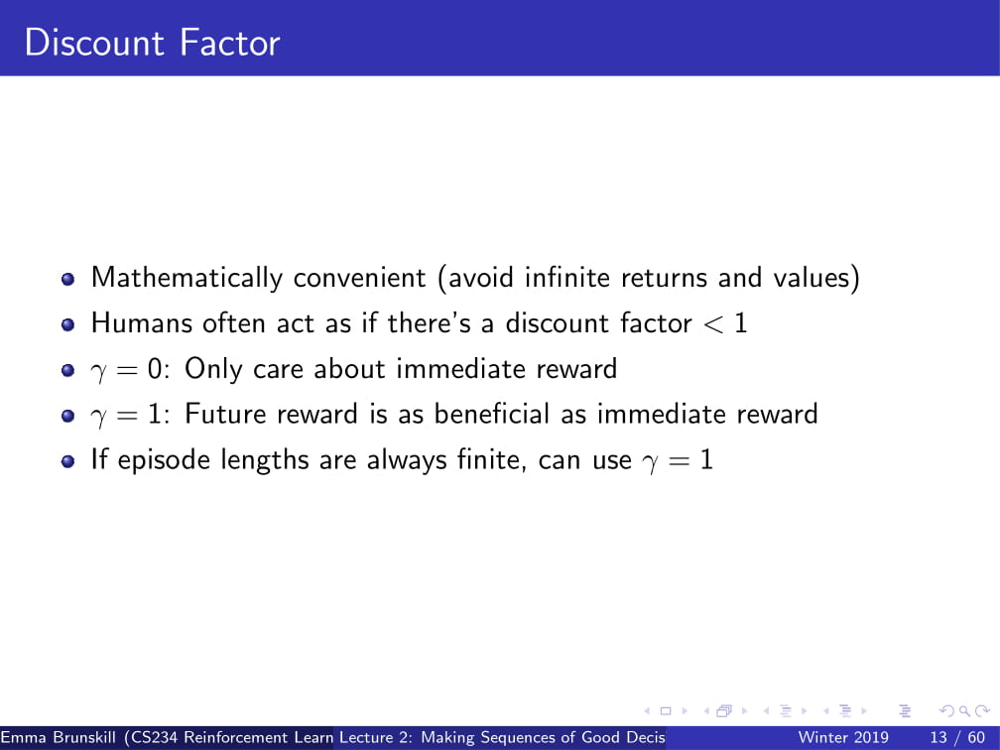 Discount Factor
Mathematically convenient (avoid infinite returns and values)
Humans often act as if there's a discount factor < 1
γ = 0: Only care about immediate reward
γ = 1: Future reward is as beneficial as immediate reward
If episode lengths are always finite, can use γ = 1
Emma Brunskill (CS234 Reinforcement Learn Lecture 2: Making Sequences of Good Decis Winter 2019 13 / 60